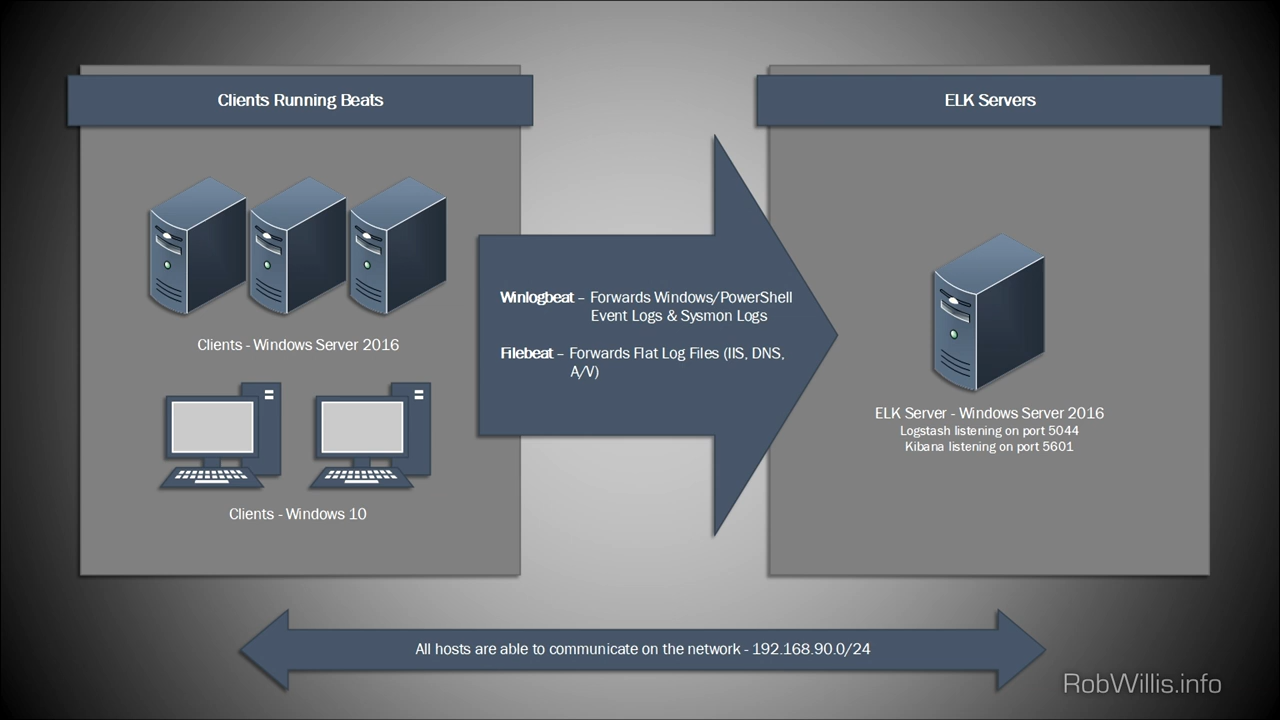 Clients Running Beats
ELK Servers
Clients - Windows Server 2016
Clients - Windows 10
Winlogbeat – Forwards Windows/PowerShell
Event Logs & Sysmon Logs
Filebeat – Forwards Flat Log Files (IIS, DNS,
A/V)
ELK Server - Windows Server 2016
Logstash listening on port 5044
Kibana listening on port 5601
All hosts are able to communicate on the network - 192.168.90.0/24
RobWillis.info